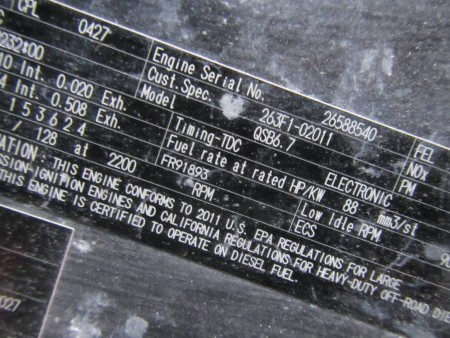 CPL 0427
Engine Serial No. 26588540
Cust.Spec. 263F1-02011
Model QSB6.7
Timing-TDC ELECTRONIC
Fuel rate at rated HP/KW 88 mm3/st
FR91893 RPM Low Idle RPM
ECS
FEL
NOx
PM
Int. 0.020 Exh.
Int. 0.508 Exh.
153624
/ 128 at 2200
THIS ENGINE CONFORMS TO 2011 U.S. EPA REGULATIONS FOR LARGE
ENGINES AND CALIFORNIA REGULATIONS FOR HEAVY-DUTY OFF-ROAD
THIS ENGINE IS CERTIFIED TO OPERATE ON DIESEL FUEL.
027